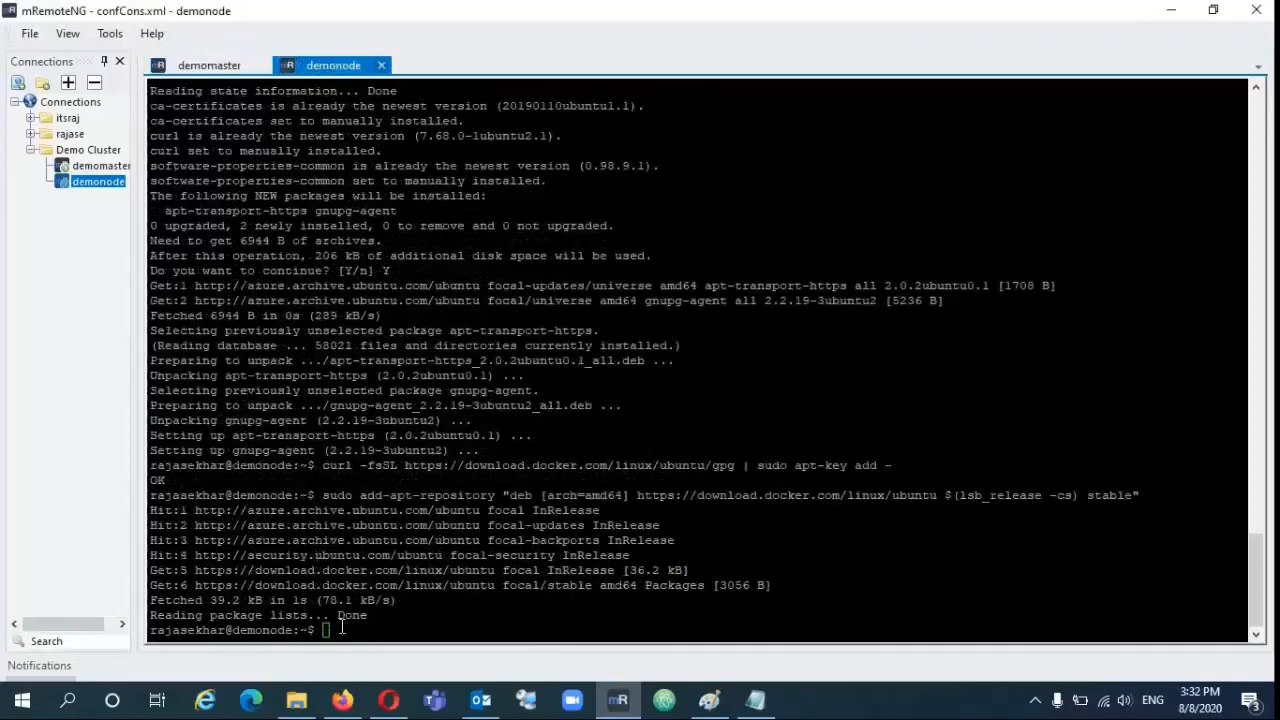 mRemoteNG - confCons.xml - demonode
File View Tools Help
Connections
demomaster
demonode
Connections
itsraj
rajase
Demo Cluster
demomaster
demonode
Reading state information... Done
ca-certificates is already the newest version (20190110ubuntu1.1).
ca-certificates set to manually installed.
curl is already the newest version (7.68.0-1ubuntu2.1).
curl set to manually installed.
software-properties-common is already the newest version (0.98.9.1).
software-properties-common set to manually installed.
The following NEW packages will be installed:
apt-transport-https gnupg-agent
0 upgraded, 2 newly installed, 0 to remove and 0 not upgraded.
Need to get 6944 B of archives.
After this operation, 206 kB of additional disk space will be used.
Do you want to continue? [Y/n] Y
Get:1 http://azure.archive.ubuntu.com/ubuntu focal-updates/universe amd64 apt-transport-https all 2.0.2ubuntu0.1 [1708 B]
Get:2 http://azure.archive.ubuntu.com/ubuntu focal/universe amd64 gnupg-agent all 2.2.19-3ubuntu2 [5236 B]
Fetched 6944 B in 0s (289 kB/s)
Selecting previously unselected package apt-transport-https.
(Reading database ... 58021 files and directories currently installed.)
Preparing to unpack .../apt-transport-https_2.0.2ubuntu0.1_all.deb ...
Unpacking apt-transport-https (2.0.2ubuntu0.1) ...
Selecting previously unselected package gnupg-agent.
Preparing to unpack .../gnupg-agent_2.2.19-3ubuntu2_all.deb ...
Unpacking gnupg-agent (2.2.19-3ubuntu2) ...
Setting up apt-transport-https (2.0.2ubuntu0.1) ...
Setting up gnupg-agent (2.2.19-3ubuntu2) ...
rajasekhar@demonode:~$ curl -fsSL https://download.docker.com/linux/ubuntu/gpg | sudo apt-key add -
OK
rajasekhar@demonode:~$ sudo add-apt-repository "deb [arch=amd64] https://download.docker.com/linux/ubuntu $(lsb_release -cs) stable"
Hit:1 http://azure.archive.ubuntu.com/ubuntu focal InRelease
Hit:2 http://azure.archive.ubuntu.com/ubuntu focal-updates InRelease
Hit:3 http://azure.archive.ubuntu.com/ubuntu focal-backports InRelease
Hit:4 http://security.ubuntu.com/ubuntu focal-security InRelease
Get:5 https://download.docker.com/linux/ubuntu focal InRelease [36.2 kB]
Get:6 https://download.docker.com/linux/ubuntu focal/stable amd64 Packages [3056 B]
Fetched 39.2 kB in 1s (78.1 kB/s)
Reading package lists... Done
rajasekhar@demonode:~$
Search
Notifications
ENG
3:32 PM
8/8/2020
3